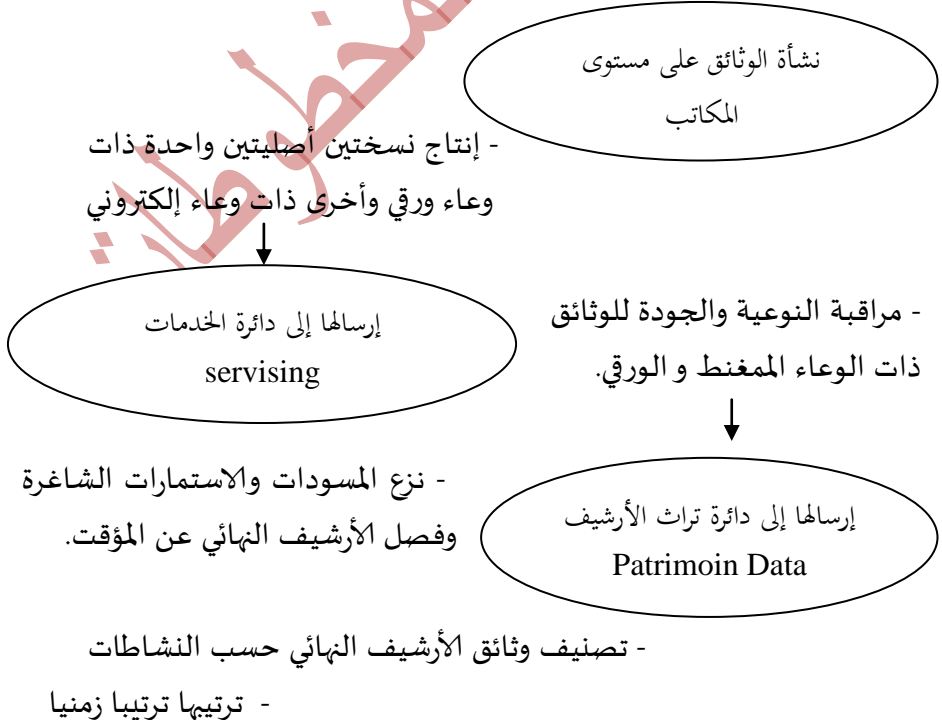 نشأة الوثائق على مستوى
المكاتب
- إنتاج نسختين أصليتين واحدة ذات
وعاء ورقي وأخرى ذات وعاء إلكتروني
إرسالها إلى دائرة الخدمات
servising
- مراقبة النوعية والجودة للوثائق
ذات الوعاء الممغنط و الورقي.
إرسالها إلى دائرة تراث الأرشيف
Patrimoin Data
- نزع المسودات والاستمارات الشاغرة
وفصل الأرشيف النهائي عن المؤقت.
- تصنيف وثائق الأرشيف النهائي حسب النشاطات
- ترتيبها ترتيبا زمنيا